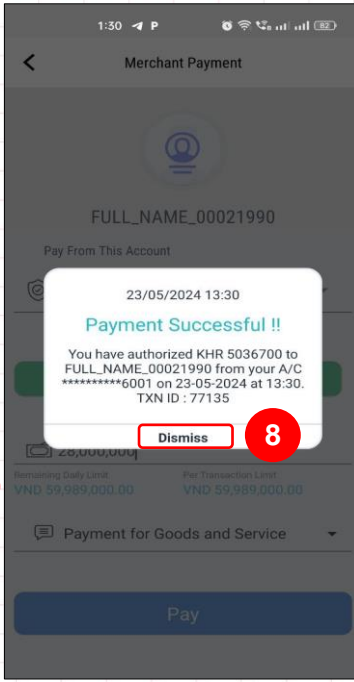 1:30 P 82
Merchant Payment
FULL_NAME_00021990
Pay From This Account
23/05/2024 13:30
Payment Successful !!
You have authorized KHR 5036700 to
FULL_NAME_00021990 from your A/C
**********6001 on 23-05-2024 at 13:30.
TXN ID : 77135
Dismiss 8
28,000,000
Remaining Daily Limit Per Transaction Limit
VND 59,989,000.00 VND 59,989,000.00
Payment for Goods and Service
Pay